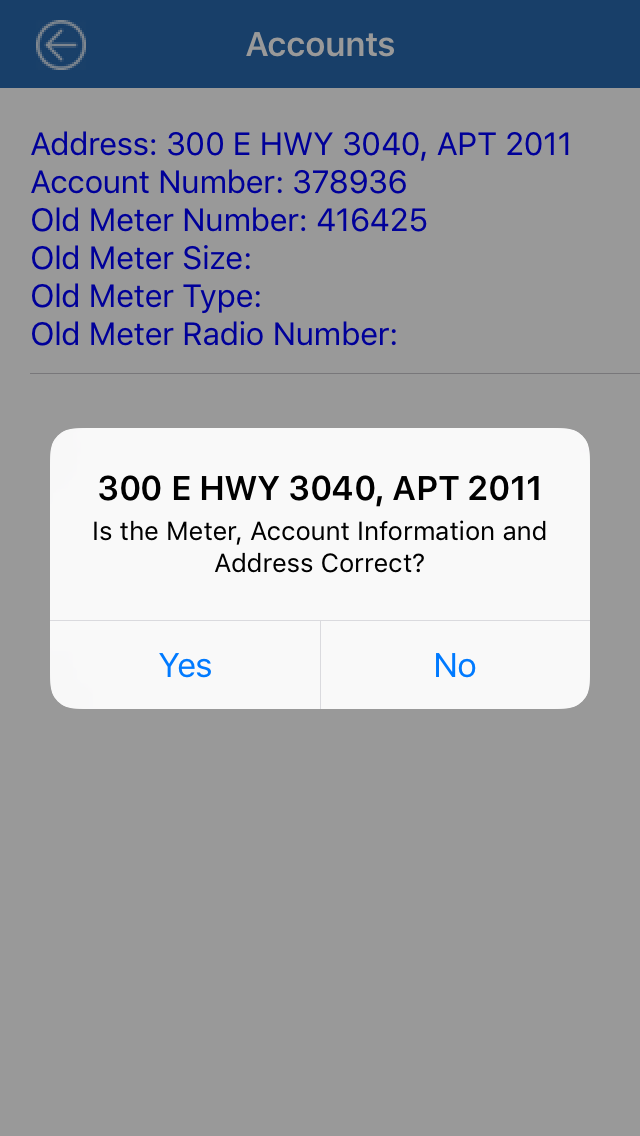 Accounts
Address: 300 E HWY 3040, APT 2011
Account Number: 378936
Old Meter Number: 416425
Old Meter Size:
Old Meter Type:
Old Meter Radio Number:
300 E HWY 3040, APT 2011
Is the Meter, Account Information and
Address Correct?
Yes
No